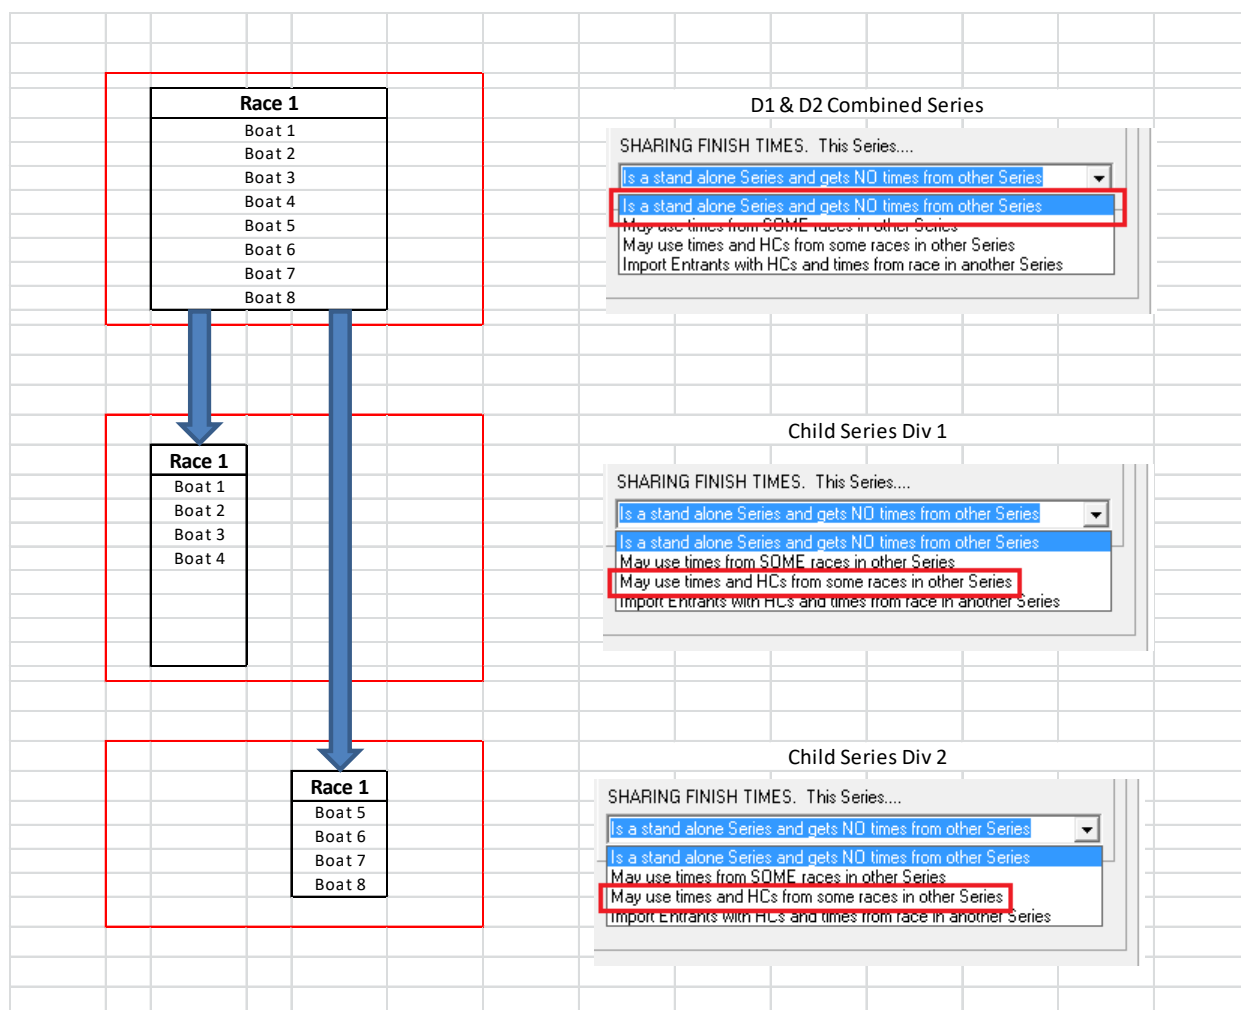 Race 1
Boat 1
Boat 2
Boat 3
Boat 4
Boat 5
Boat 6
Boat 7
Boat 8
D1 & D2 Combined Series
SHARING FINISH TIMES. This Series....
Is a stand alone Series and gets NO times from other Series
Is a stand alone Series and gets NO times from other Series
May use times from SOME races in other Series
May use times and HCs from some races in other Series
Import Entrants with HCs and times from race in another Series
Race 1
Boat 1
Boat 2
Boat 3
Boat 4
Child Series Div 1
SHARING FINISH TIMES. This Series....
Is a stand alone Series and gets NO times from other Series
Is a stand alone Series and gets NO times from other Series
May use times from SOME races in other Series
May use times and HCs from some races in other Series
Import Entrants with HCs and times from race in another Series
Race 1
Boat 5
Boat 6
Boat 7
Boat 8
Child Series Div 2
SHARING FINISH TIMES. This Series....
Is a stand alone Series and gets NO times from other Series
Is a stand alone Series and gets NO times from other Series
May use times from SOME races in other Series
May use times and HCs from some races in other Series
Import Entrants with HCs and times from race in another Series